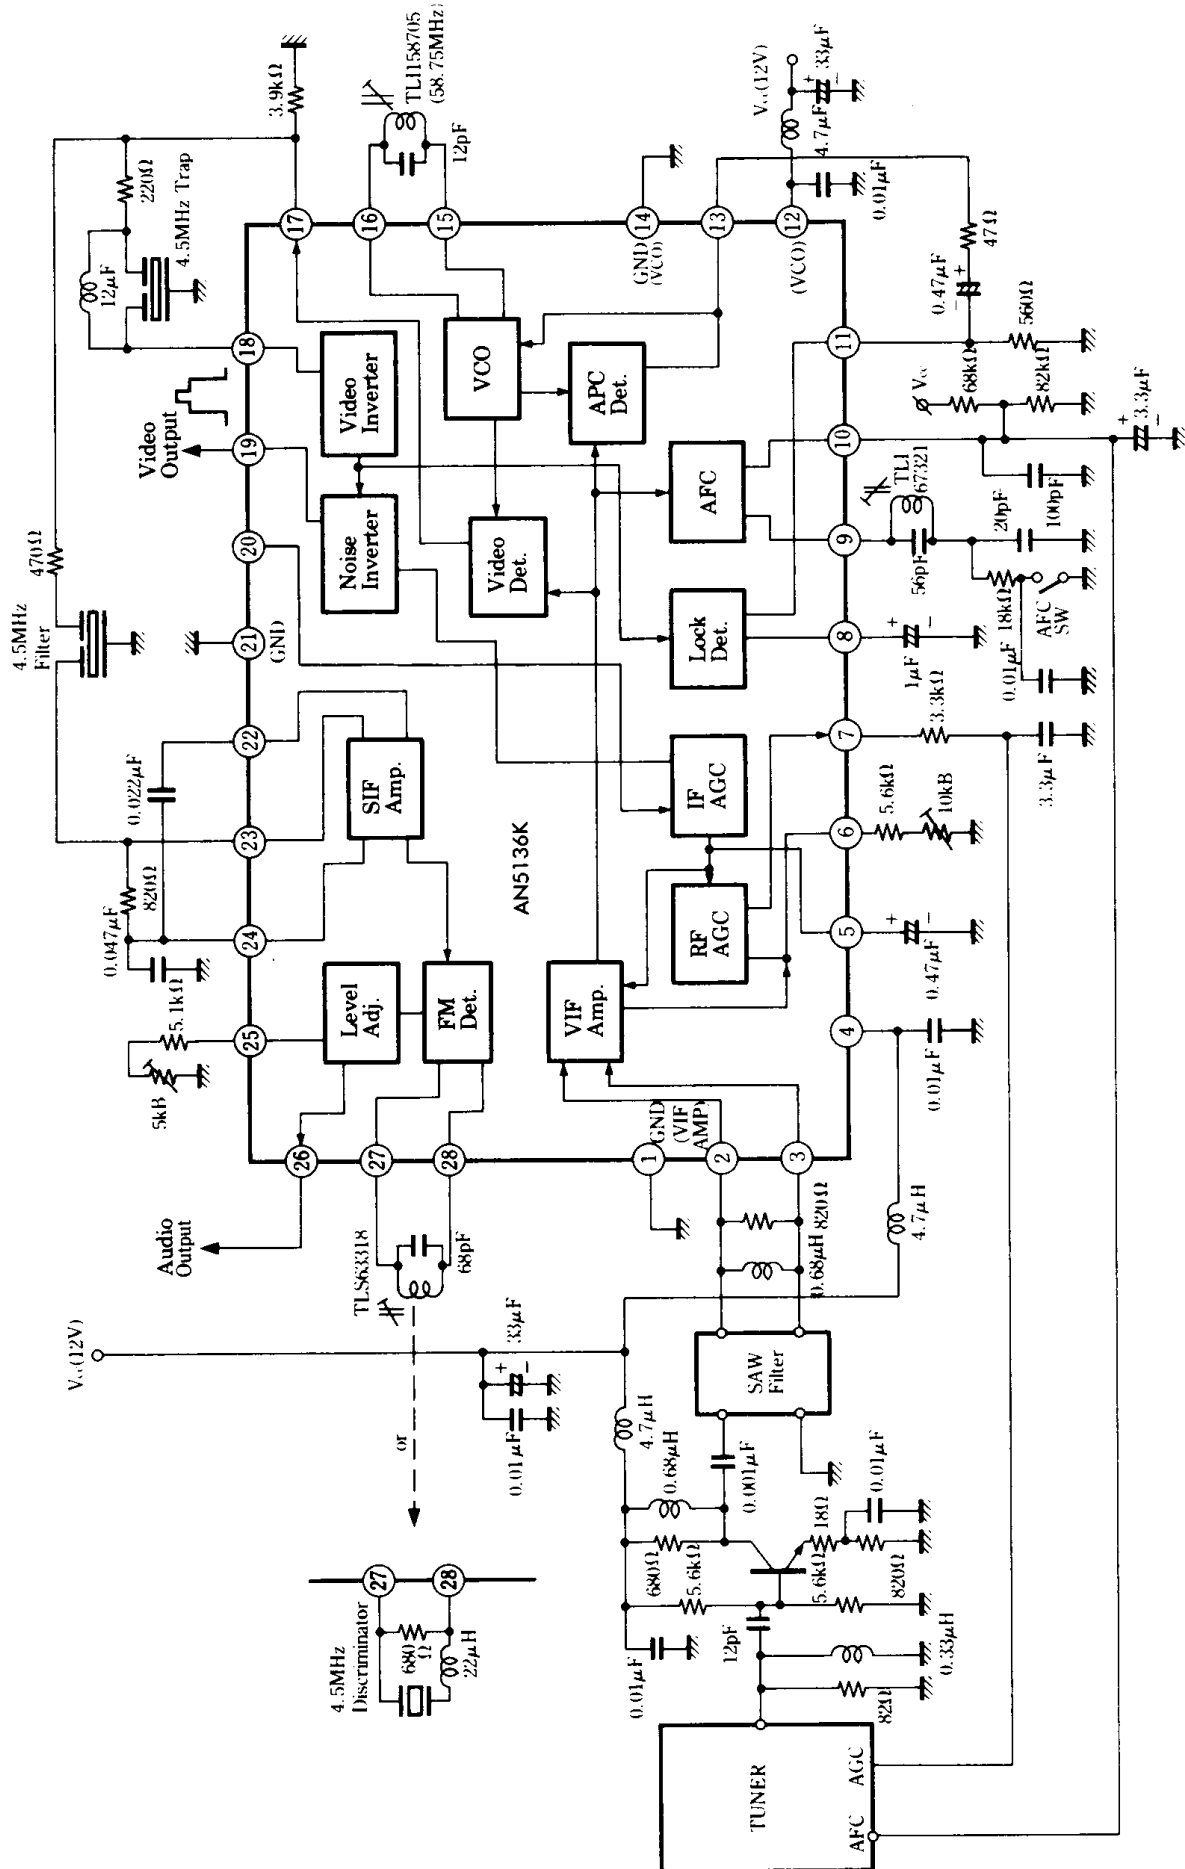 3.9kΩ
220Ω
12μF
4.5MHz Trap
TLI158705
(58.75MHz)
12pF
Vcc(12V)
33μF
4.7μF
0.01μF
17
16
15
14
GND
(VCO)
13
12
(VCO)
470Ω
4.5MHz
Filter
Video
Output
18
19
20
21
GND
22
23
24
25
0.022μF
820Ω
0.047μF
5.1kΩ
5kB
Video
Inverter
Noise
Inverter
VCO
APC
Det.
Video
Det.
AFC
Lock
Det.
SIF
Amp.
AN5136K
IF
AGC
RF
AGC
VIF
Amp.
Level
Adj.
FM
Det.
47Ω
0.47μF
560Ω
11
68kΩ
Vcc
82kΩ
10
3.3μF
TLI
67321
9
56pF
20pF
100pF
18kΩ
AFC
SW
0.01μF
8
1μF
7
3.3kΩ
3.3μF
6
5.6kΩ
10kB
5
0.47μF
4
0.01μF
4.7μH
Audio
Output
26
27
28
TLS63318
68pF
or
1
GND
(VIF
AMP)
2
3
820Ω
0.68μH
SAW
Filter
Vcc(12V)
33μF
0.01μF
4.7μH
0.68μH
0.001μF
680Ω
5.6kΩ
18Ω
0.01μF
5.6kΩ
820Ω
0.01μF
12pF
0.33μH
82Ω
4.5MHz
Discriminator
27
28
680
Ω
22μH
TUNER
AGC
AFC